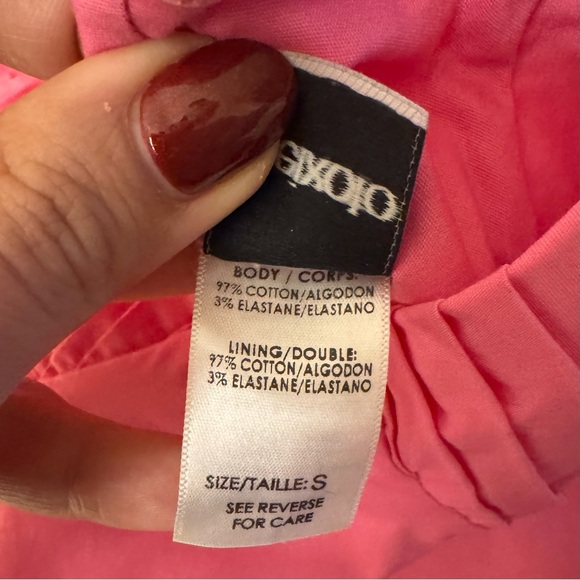 BODY / CORPS:
97% COTTON/ALGODON
3% ELASTANE/ELASTANO
LINING/DOUBLE:
97% COTTON/ALGODON
3% ELASTANE/ELASTANO
SIZE/TAILLE: S
SEE REVERSE
FOR CARE